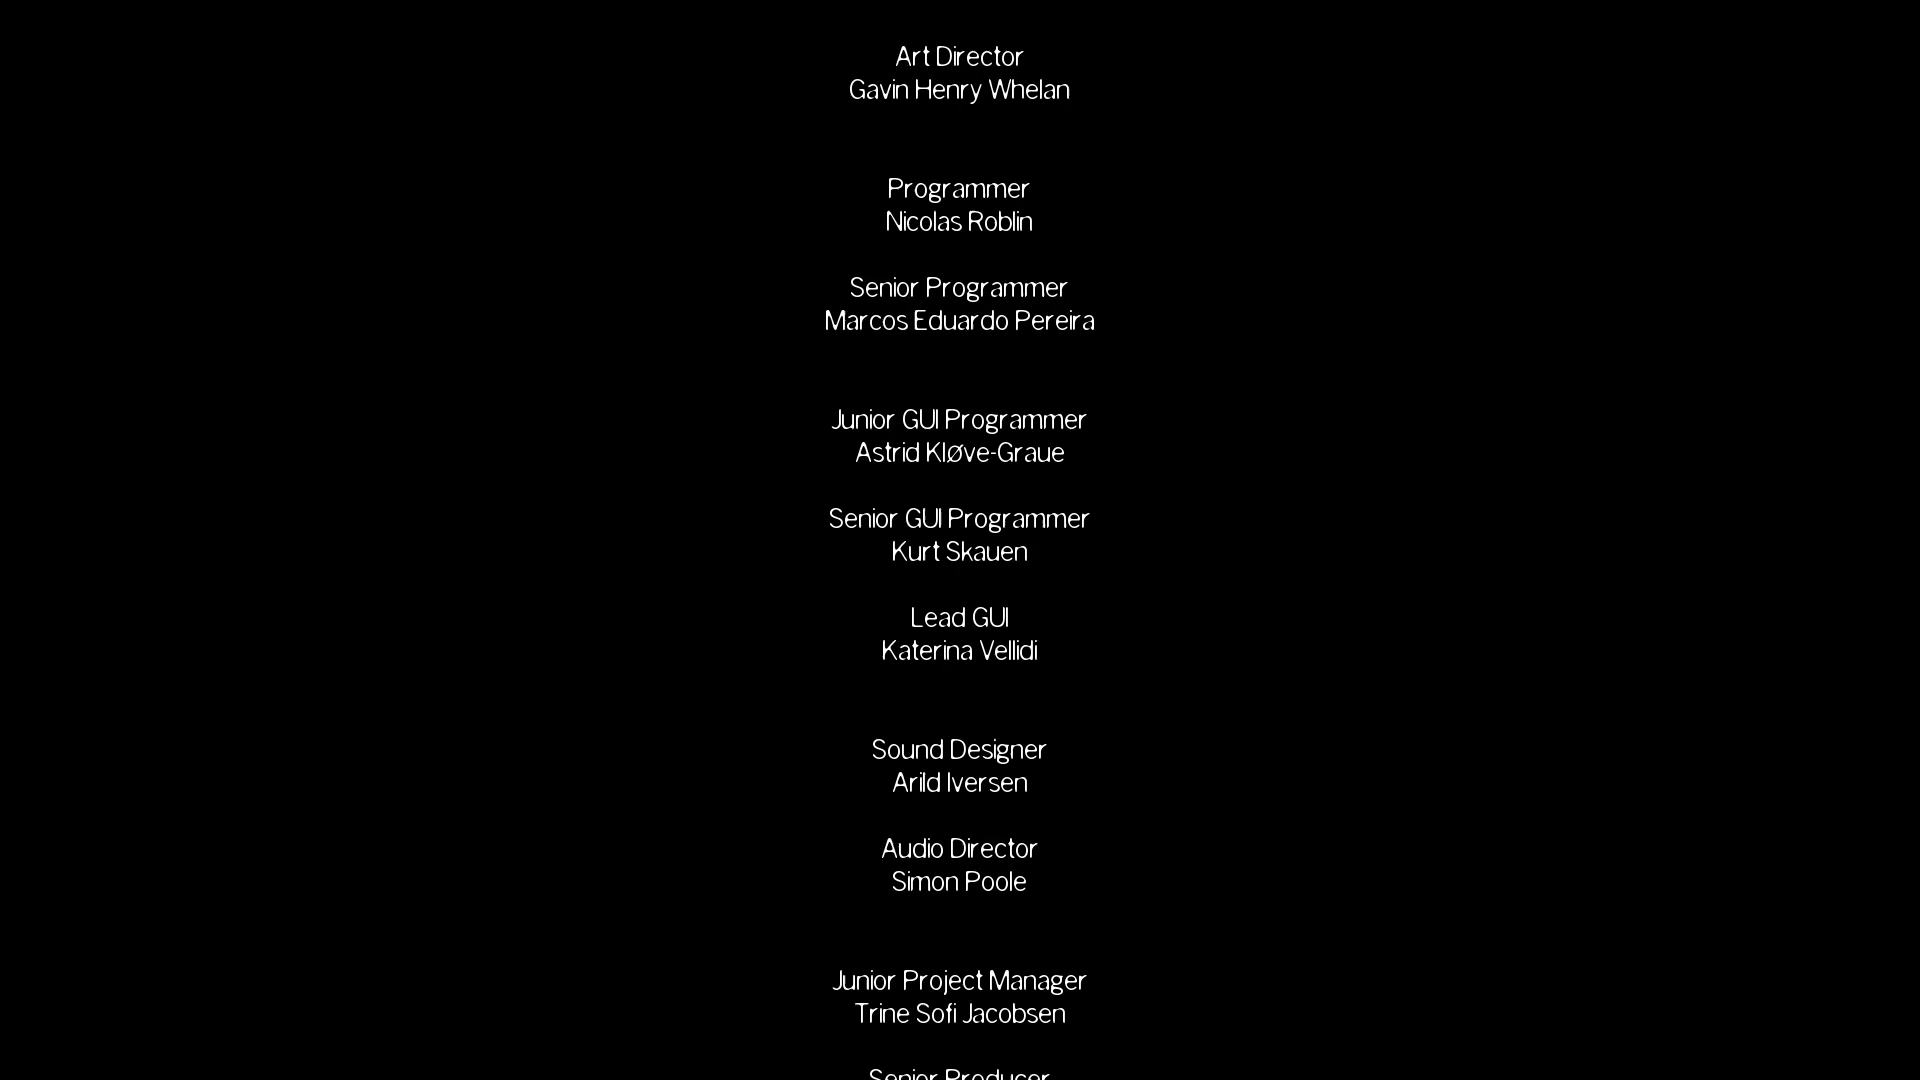 Art Director
Gavin Henry Whelan
Programmer
Nicolas Roblin
Senior Programmer
Marcos Eduardo Pereira
Junior GUI Programmer
Astrid Kløve-Graue
Senior GUI Programmer
Kurt Skauen
Lead GUI
Katerina Vellidi
Sound Designer
Arild Iversen
Audio Director
Simon Poole
Junior Project Manager
Trine Sofi Jacobsen
Senior Producer